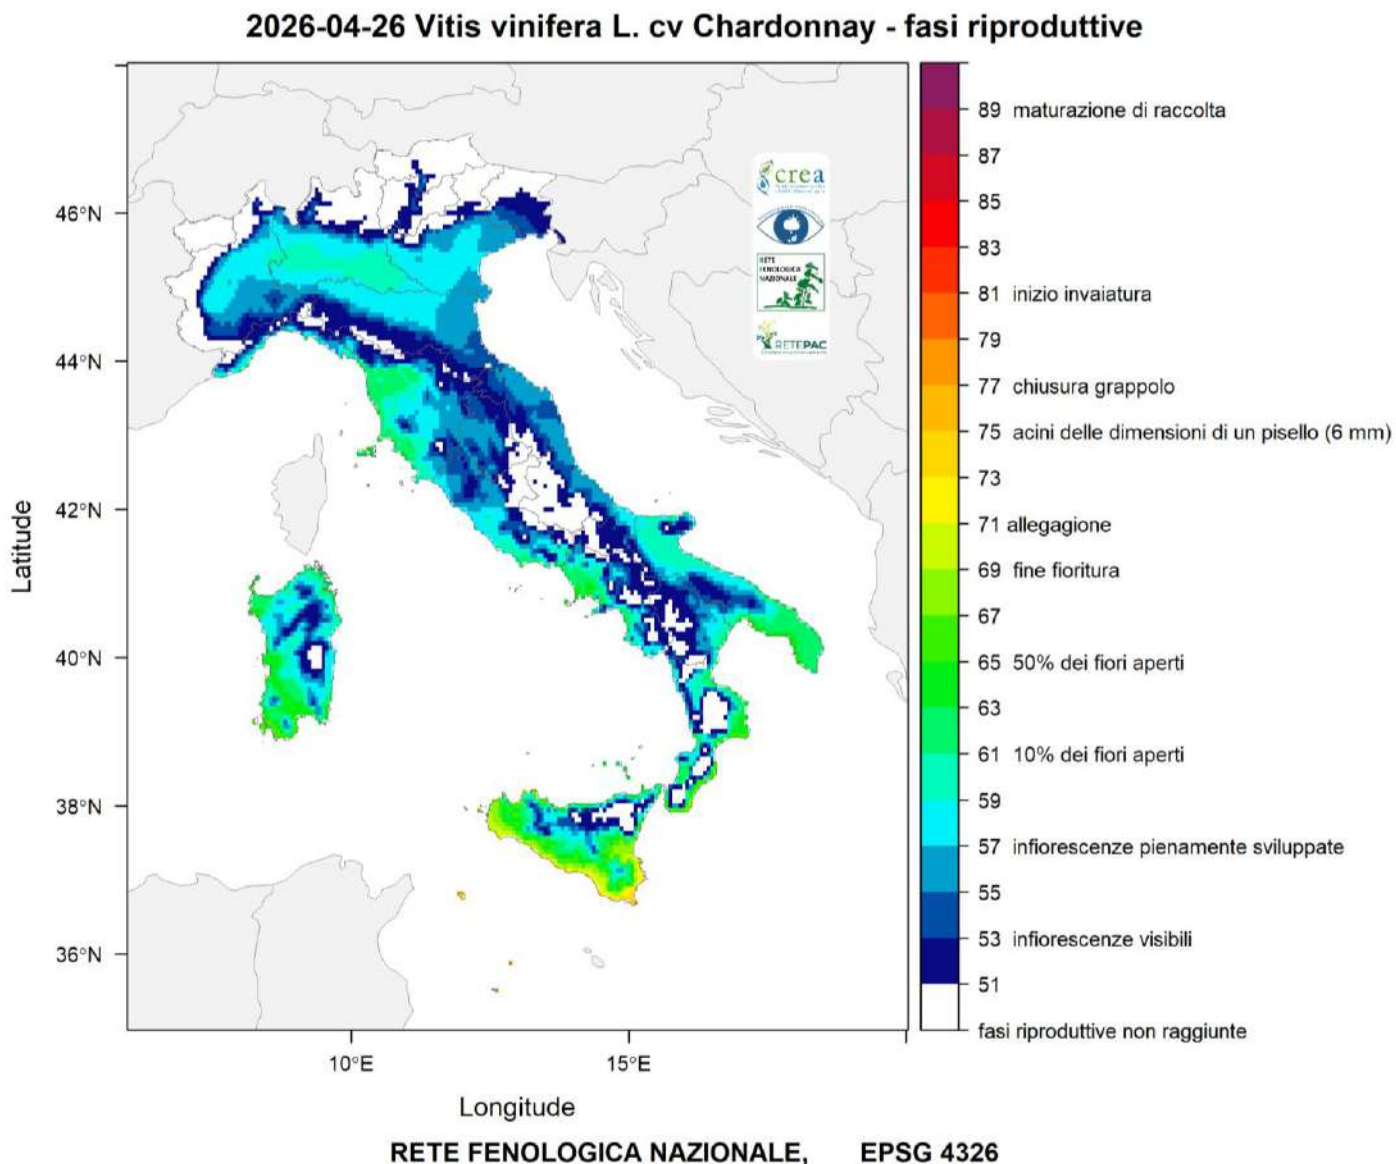 2026-04-26 Vitis vinifera L. cv Chardonnay - fasi riproduttive
89 maturazione di raccolta
87
85
83
81 inizio invaiatura
79
77 chiusura grappolo
75 acini delle dimensioni di un pisello (6 mm)
73
71 allegagione
69 fine fioritura
67
65 50% dei fiori aperti
63
61 10% dei fiori aperti
59
57 infiorescenze pienamente sviluppate
55
53 infiorescenze visibili
51
fasi riproduttive non raggiunte
crea
RETE
FENOLOGICA
NAZIONALE
RETEPAC
46°N
44°N
42°N
40°N
38°N
36°N
Latitude
10°E 15°E
Longitude
RETE FENOLOGICA NAZIONALE, EPSG 4326